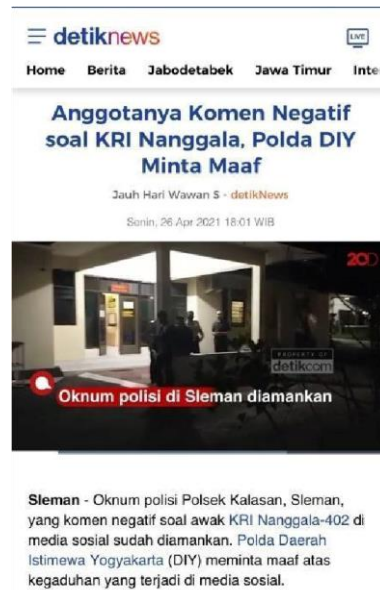 detiknews
LIVE
Home Berita Jabodetabek Jawa Timur Inte
Anggotanya Komen Negatif
soal KRI Nanggala, Polda DIY
Minta Maaf
Jauh Hari Wawan S - detikNews
Senin, 26 Apr 2021 18:01 WIB
20D
PROPERTY OF
detikcom
Oknum polisi di Sleman diamankan
Sleman - Oknum polisi Polsek Kalasan, Sleman,
yang komen negatif soal awak KRI Nanggala-402 di
media sosial sudah diamankan. Polda Daerah
Istimewa Yogyakarta (DIY) meminta maaf atas
kegaduhan yang terjadi di media sosial.